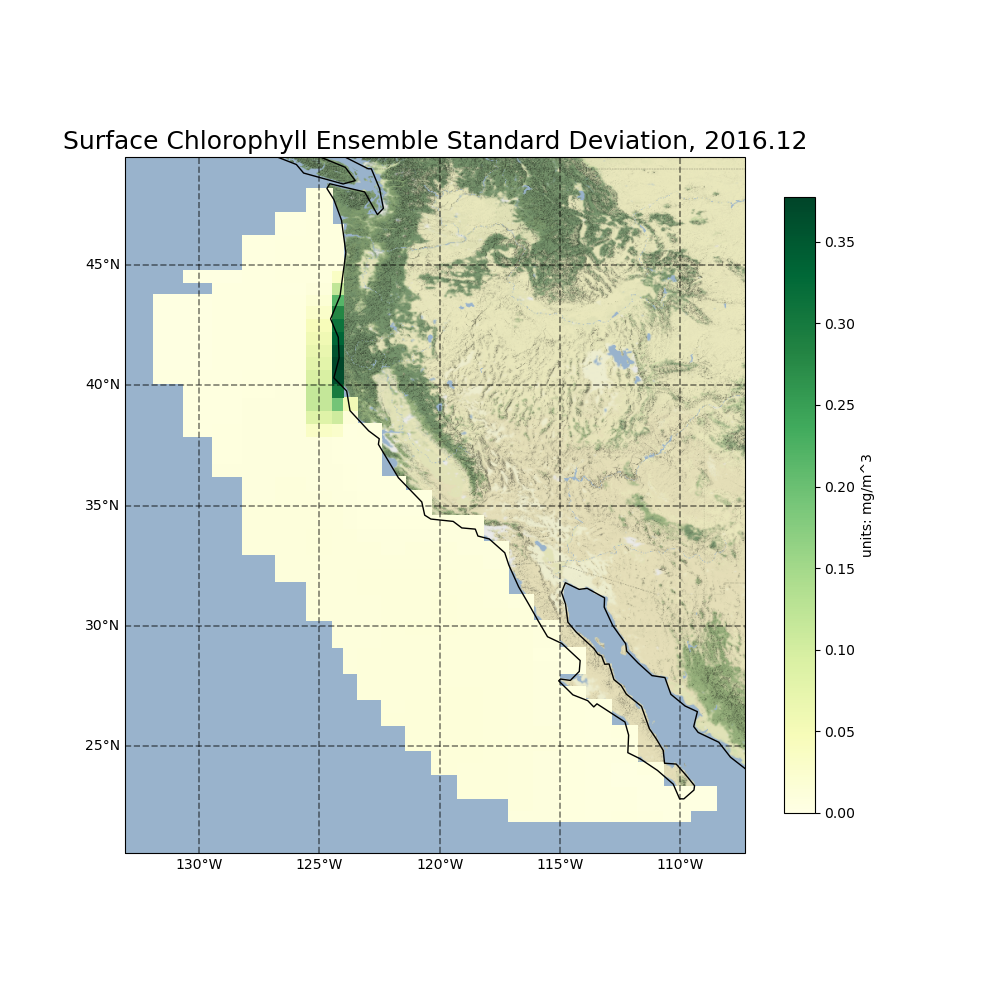 Surface Chlorophyll Ensemble Standard Deviation, 2016.12
45°N
40°N
35°N
30°N
25°N
130°W
125°W
120°W
115°W
110°W
0.35
0.30
0.25
0.20
0.15
0.10
0.05
0.00
units: mg/m^3